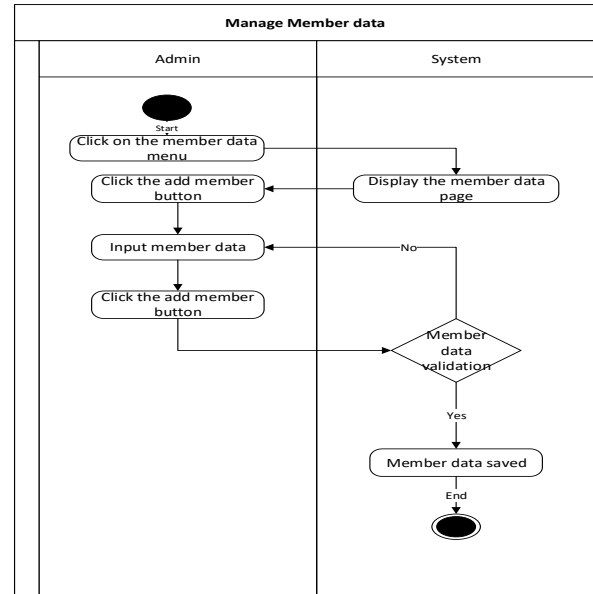 Manage Member data
Admin
System
Start
Click on the member data
menu
Display the member data
page
Click the add member
button
Input member data
No
Click the add member
button
Member
data
validation
Yes
Member data saved
End